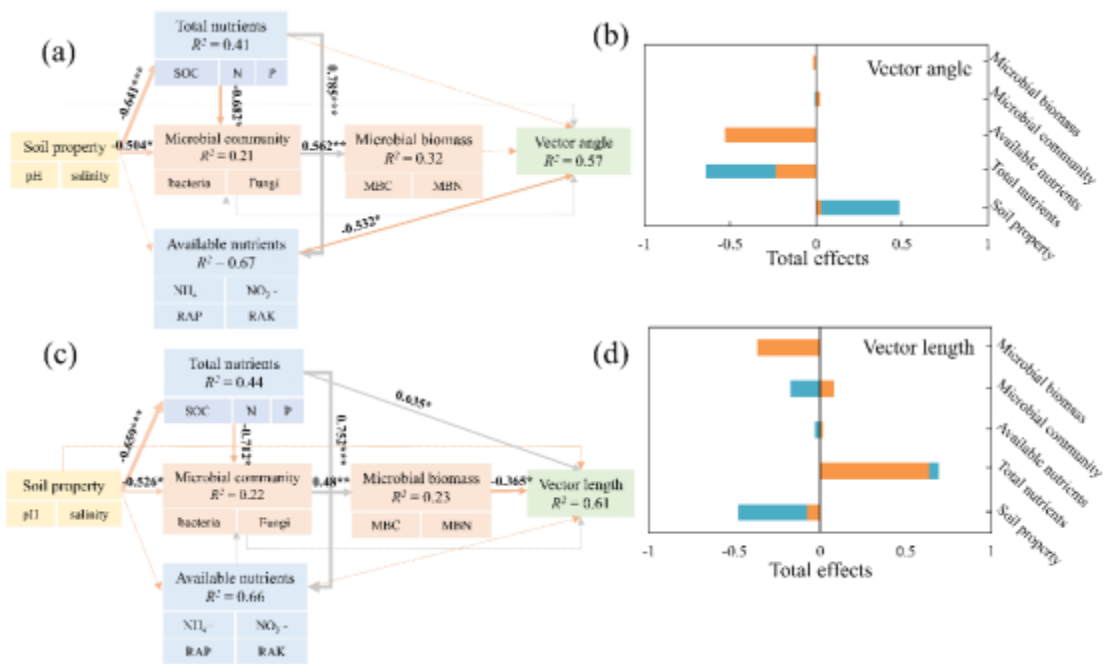 (a)
Total nutrients
R² = 0.41
SOC N P
-0.641***
-0.682*
0.785***
Soil property
pH salinity
-0.504*
Microbial community
R² = 0.21
bacteria Fungi
0.562**
Microbial biomass
R² = 0.32
MBC MBN
Vector angle
R² = 0.57
-0.532*
Available nutrients
R² = 0.67
NH₄ NO₃-
RAP RAK
(b)
Vector angle
Microbial biomass
Microbial community
Available nutrients
Total nutrients
Soil property
-1 -0.5 0 0.5 1
Total effects
(c)
Total nutrients
R² = 0.44
SOC N P
-0.659***
-0.782*
0.752***
0.635*
Soil property
pH salinity
-0.526*
Microbial community
R² = 0.22
bacteria Fungi
0.48**
Microbial biomass
R² = 0.23
MBC MBN
-0.365*
Vector length
R² = 0.61
Available nutrients
R² = 0.66
NH₄- NO₃-
RAP RAK
(d)
Vector length
Microbial biomass
Microbial community
Available nutrients
Total nutrients
Soil property
-1 -0.5 0 0.5 1
Total effects